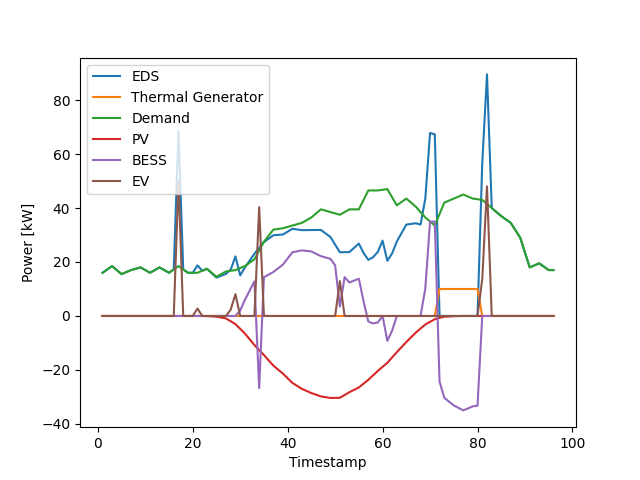 EDS
Thermal Generator
Demand
PV
BESS
EV
80
60
40
20
0
−20
−40
Power [kW]
0 20 40 60 80 100
Timestamp